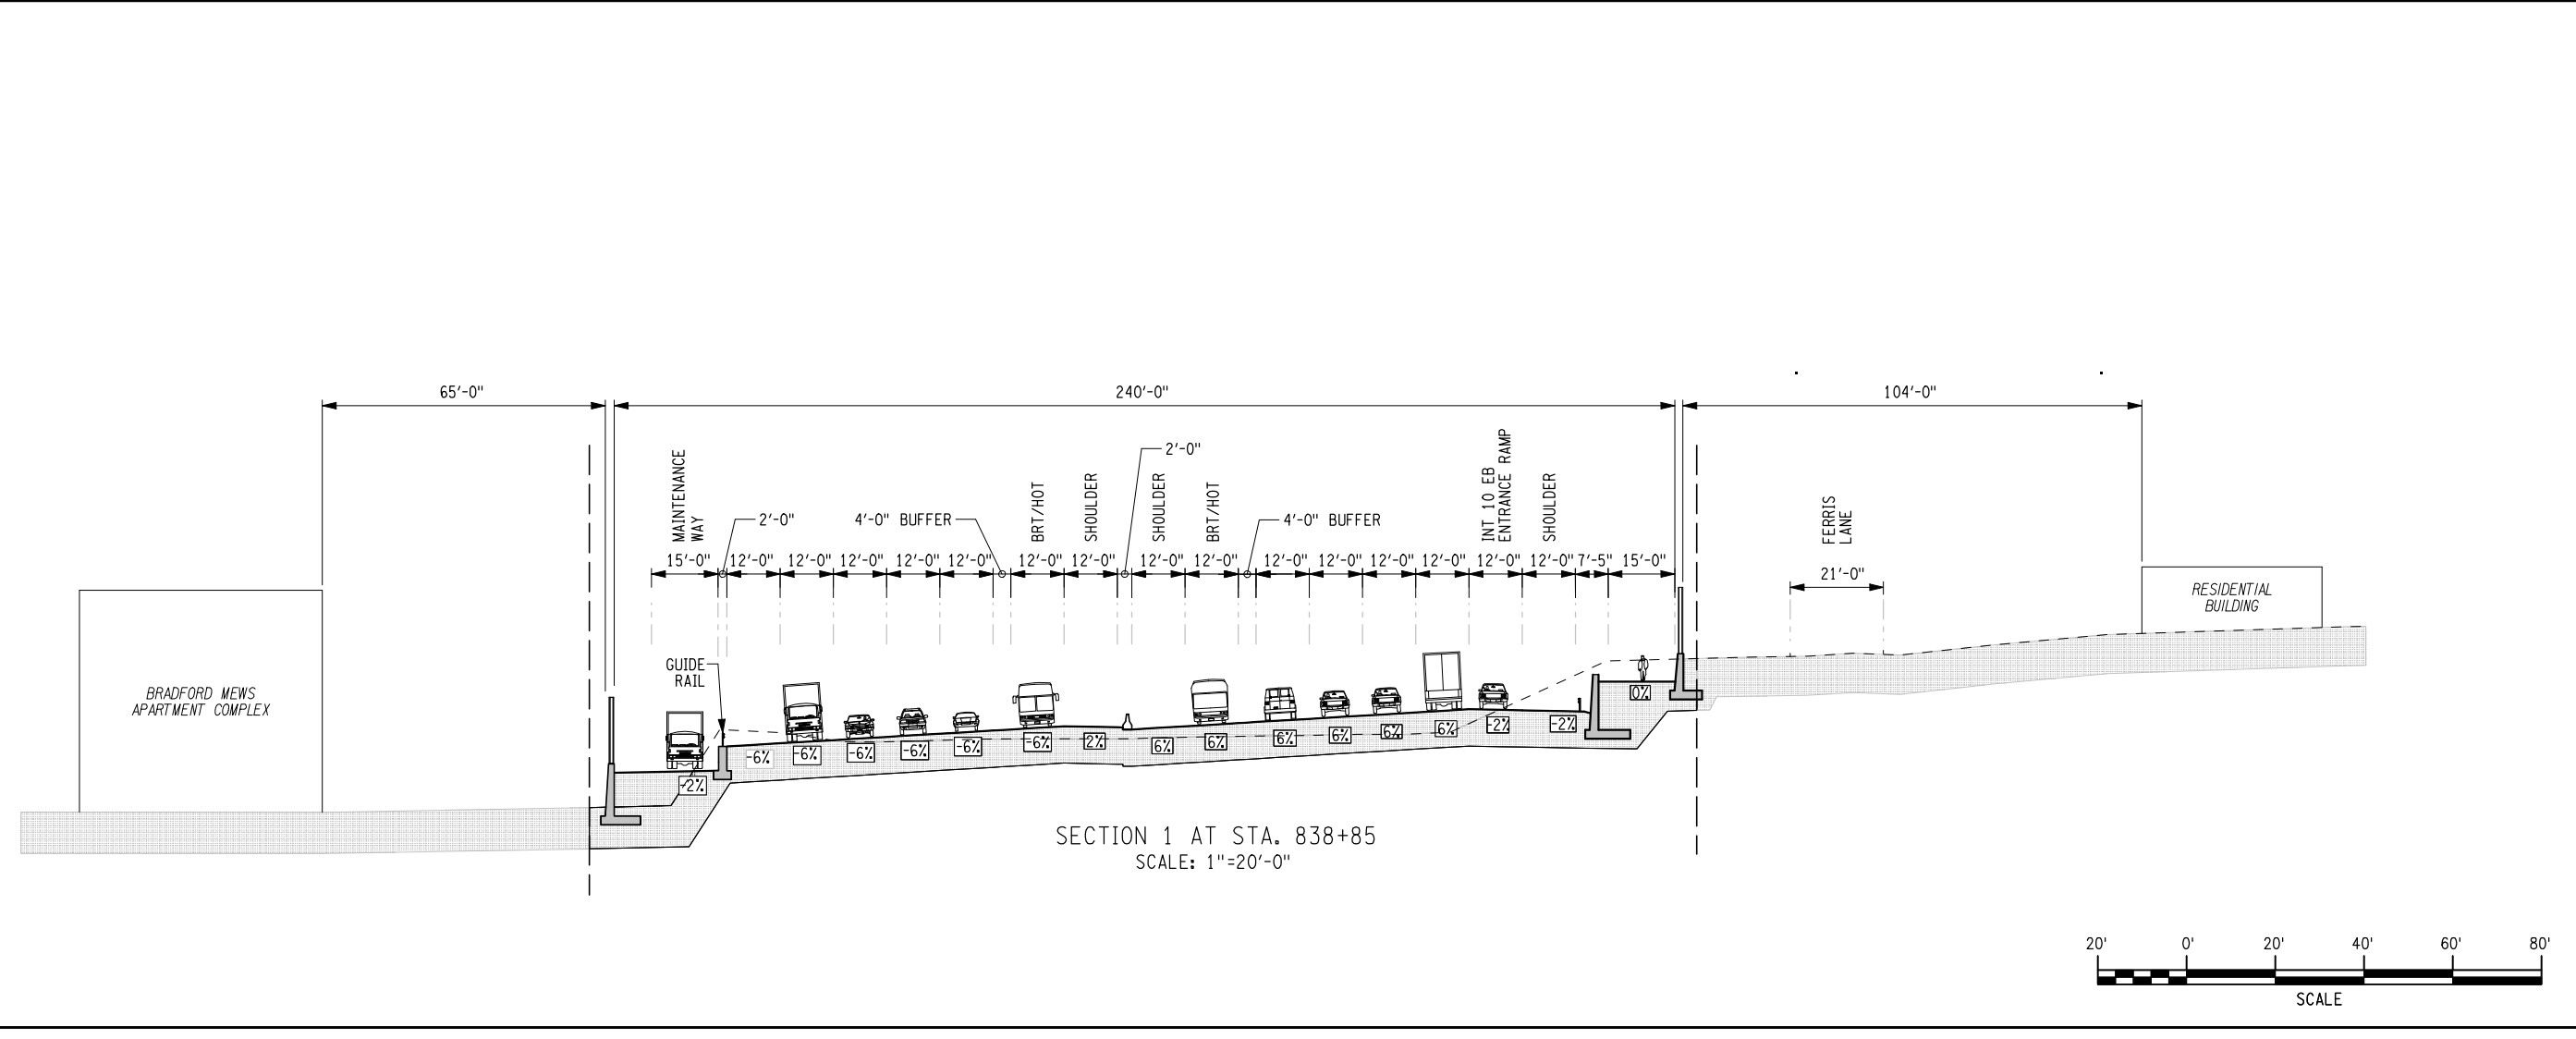 65'-0"
240'-0"
104'-0"
MAINTENANCE
WAY
2'-0"
4'-0" BUFFER
BRT/HOT
SHOULDER
2'-0"
SHOULDER
BRT/HOT
4'-0" BUFFER
INT 10 EB
ENTRANCE RAMP
SHOULDER
FERRIS
LANE
15'-0" 12'-0" 12'-0" 12'-0" 12'-0" 12'-0" 12'-0" 12'-0" 12'-0" 12'-0" 12'-0" 12'-0" 12'-0" 12'-0" 12'-0" 12'-0" 7'-5" 15'-0"
21'-0"
RESIDENTIAL
BUILDING
GUIDE
RAIL
BRADFORD MEWS
APARTMENT COMPLEX
-2% -6% -6% -6% -6% -6% -6% 2% 6% 6% 6% 6% 6% 6% -2% -2% 0%
SECTION 1 AT STA. 838+85
SCALE: 1"=20'-0"
20' 0' 20' 40' 60' 80'
SCALE